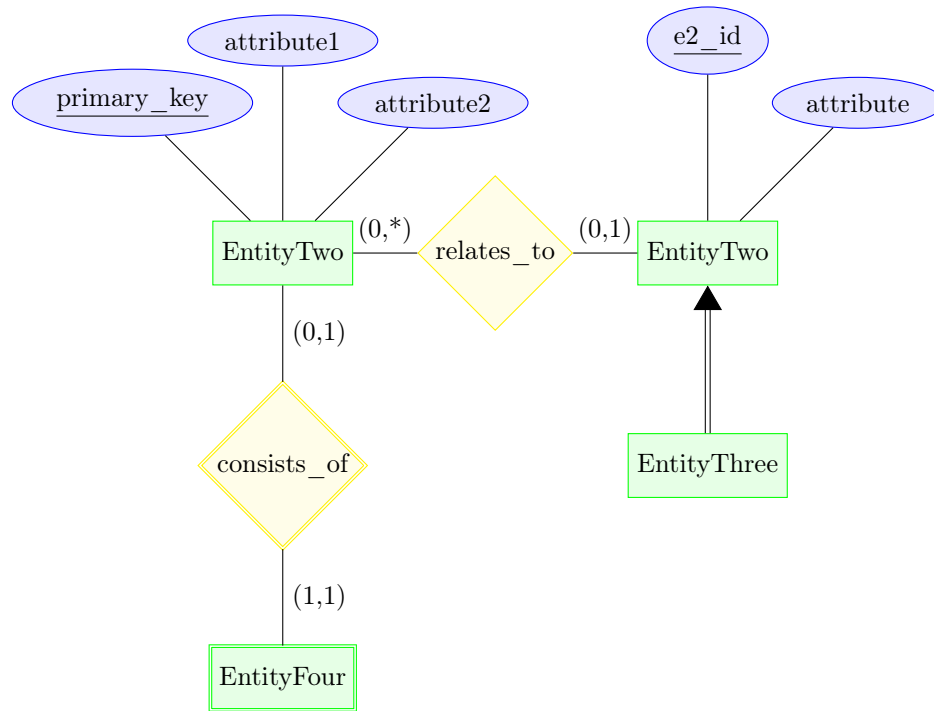 attribute1
e2_id
primary_key
attribute2
attribute
EntityTwo
(0,*)
relates_to
(0,1)
EntityTwo
(0,1)
consists_of
EntityThree
(1,1)
EntityFour